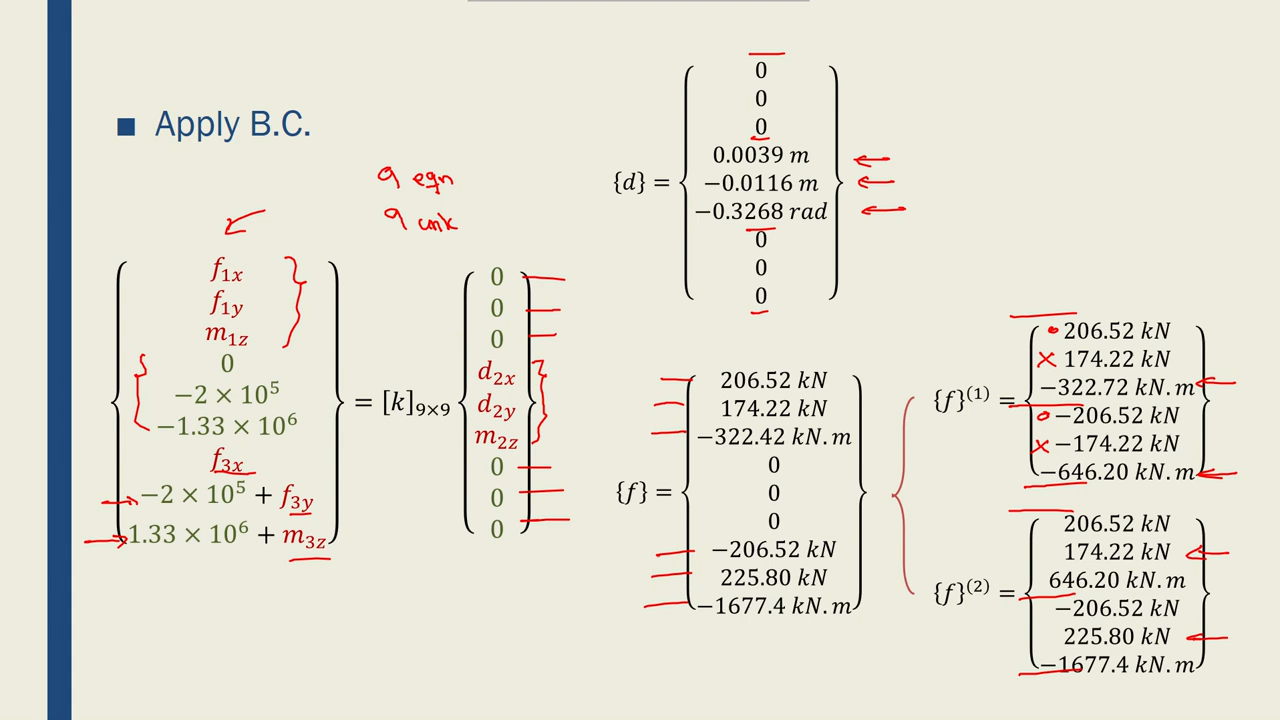 ■ Apply B.C.
9 eqn
9 unk
f1x
f1y
m1z
0
−2 × 10^5
−1.33 × 10^6
f3x
−2 × 10^5 + f3y
1.33 × 10^6 + m3z
= [k]9×9
0
0
0
d2x
d2y
m2z
0
0
0
{d} =
0
0
0
0.0039 m
−0.0116 m
−0.3268 rad
0
0
0
{f} =
206.52 kN
174.22 kN
−322.42 kN.m
0
0
0
−206.52 kN
225.80 kN
−1677.4 kN.m
{f}^(1) =
206.52 kN
174.22 kN
−322.72 kN.m
−206.52 kN
−174.22 kN
−646.20 kN.m
{f}^(2) =
206.52 kN
174.22 kN
646.20 kN.m
−206.52 kN
225.80 kN
−1677.4 kN.m